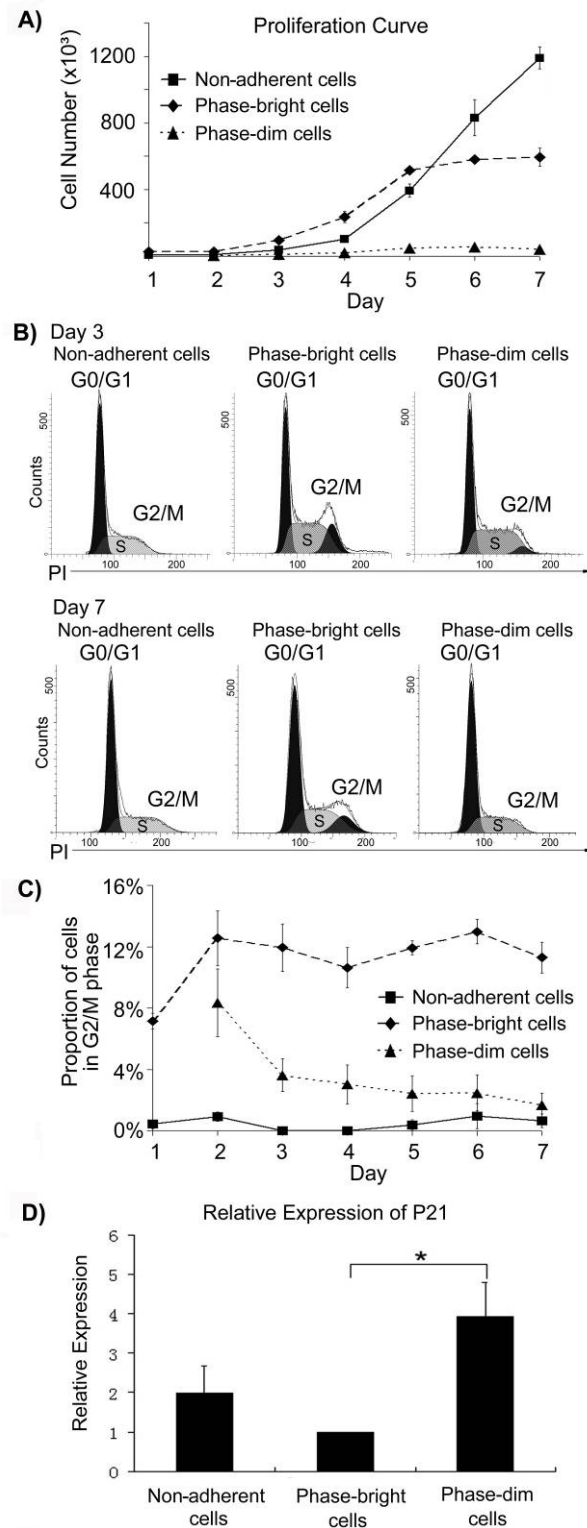 A)
Proliferation Curve
Cell Number (x10³)
1200
800
400
Non-adherent cells
Phase-bright cells
Phase-dim cells
1 2 3 4 5 6 7
Day
B) Day 3
Non-adherent cells Phase-bright cells Phase-dim cells
G0/G1 G0/G1 G0/G1
500 500 500
Counts
G2/M G2/M G2/M
S S S
100 200 100 200 100 200
PI
Day 7
Non-adherent cells Phase-bright cells Phase-dim cells
G0/G1 G0/G1 G0/G1
500 500 500
Counts
G2/M G2/M G2/M
S S S
100 200 100 200 100 200
PI
C)
Proportion of cells
in G2/M phase
16%
12%
8%
4%
0%
Non-adherent cells
Phase-bright cells
Phase-dim cells
1 2 3 4 5 6 7
Day
D)
Relative Expression of P21
Relative Expression
6
5
4
3
2
1
0
*
Non-adherent Phase-bright Phase-dim
cells cells cells